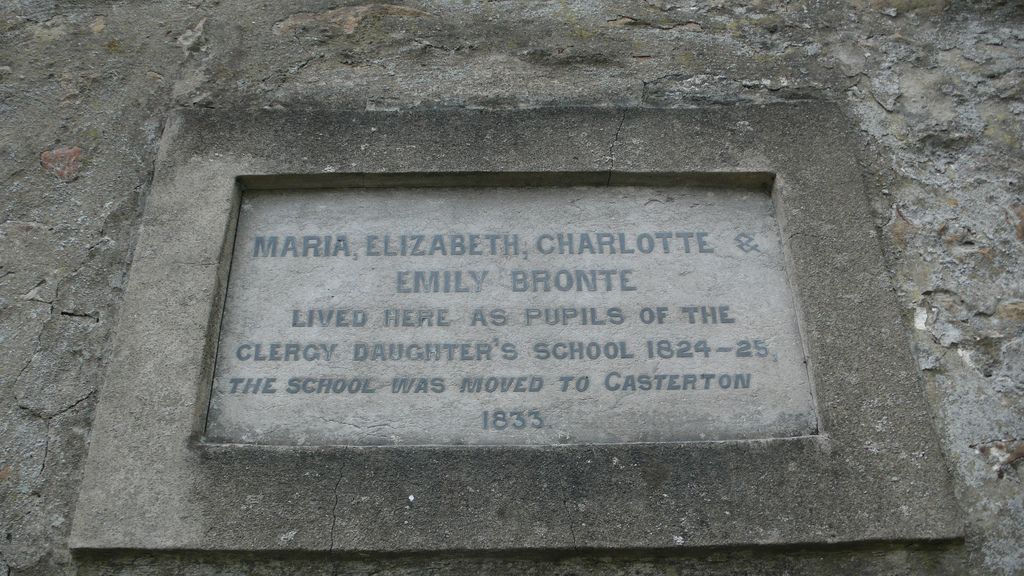 MARIA, ELIZABETH, CHARLOTTE &
EMILY BRONTE
LIVED HERE AS PUPILS OF THE
CLERGY DAUGHTER'S SCHOOL 1824-25,
THE SCHOOL WAS MOVED TO CASTERTON
1833.